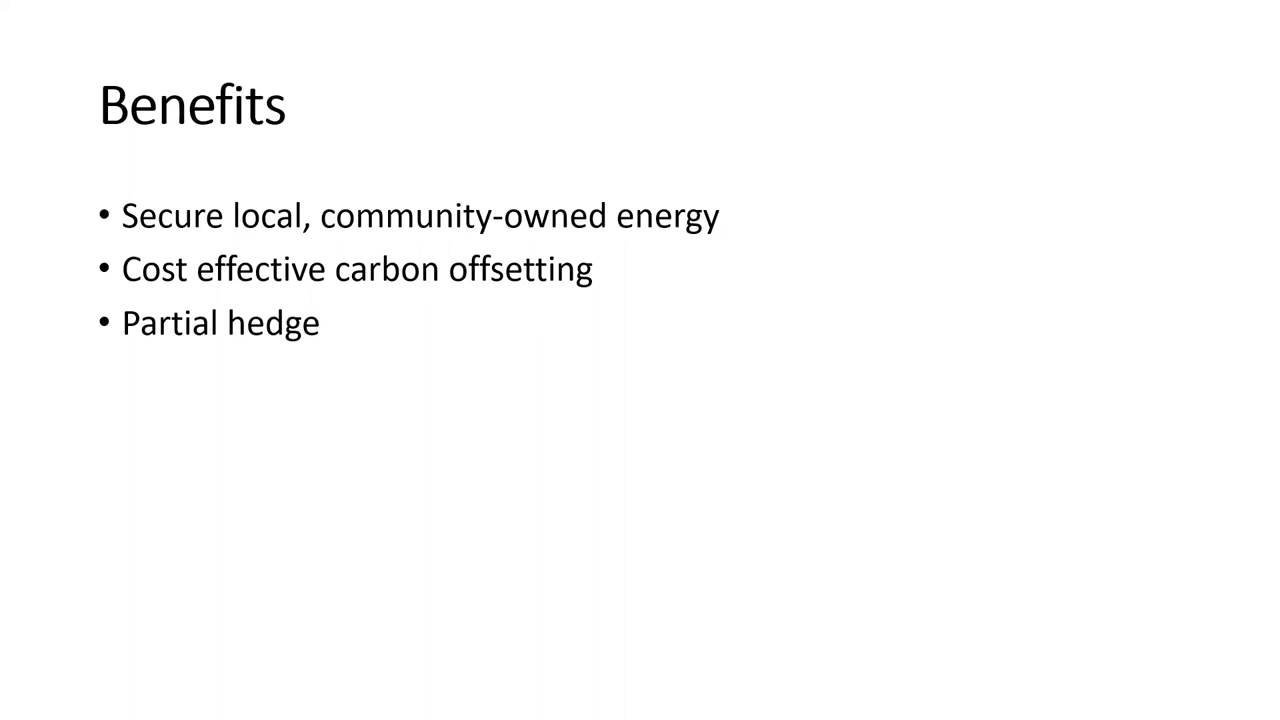 Benefits
• Secure local, community-owned energy
• Cost effective carbon offsetting
• Partial hedge